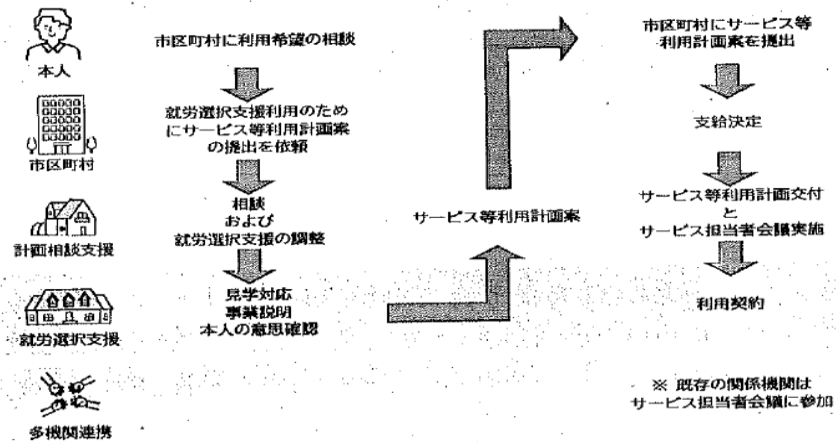 本人
市区町村
計画相談支援
就労選択支援
多機関連携
市区町村に利用希望の相談
就労選択支援利用のため
にサービス等利用計画案
の提出を依頼
相談
および
就労選択支援の調整
見学対応
事業説明
本人の意思確認
サービス等利用計画案
市区町村にサービス等
利用計画案を提出
支給決定
サービス等利用計画交付
と
サービス担当者会議実施
利用契約
※ 既存の関係機関は
サービス担当者会議に参加